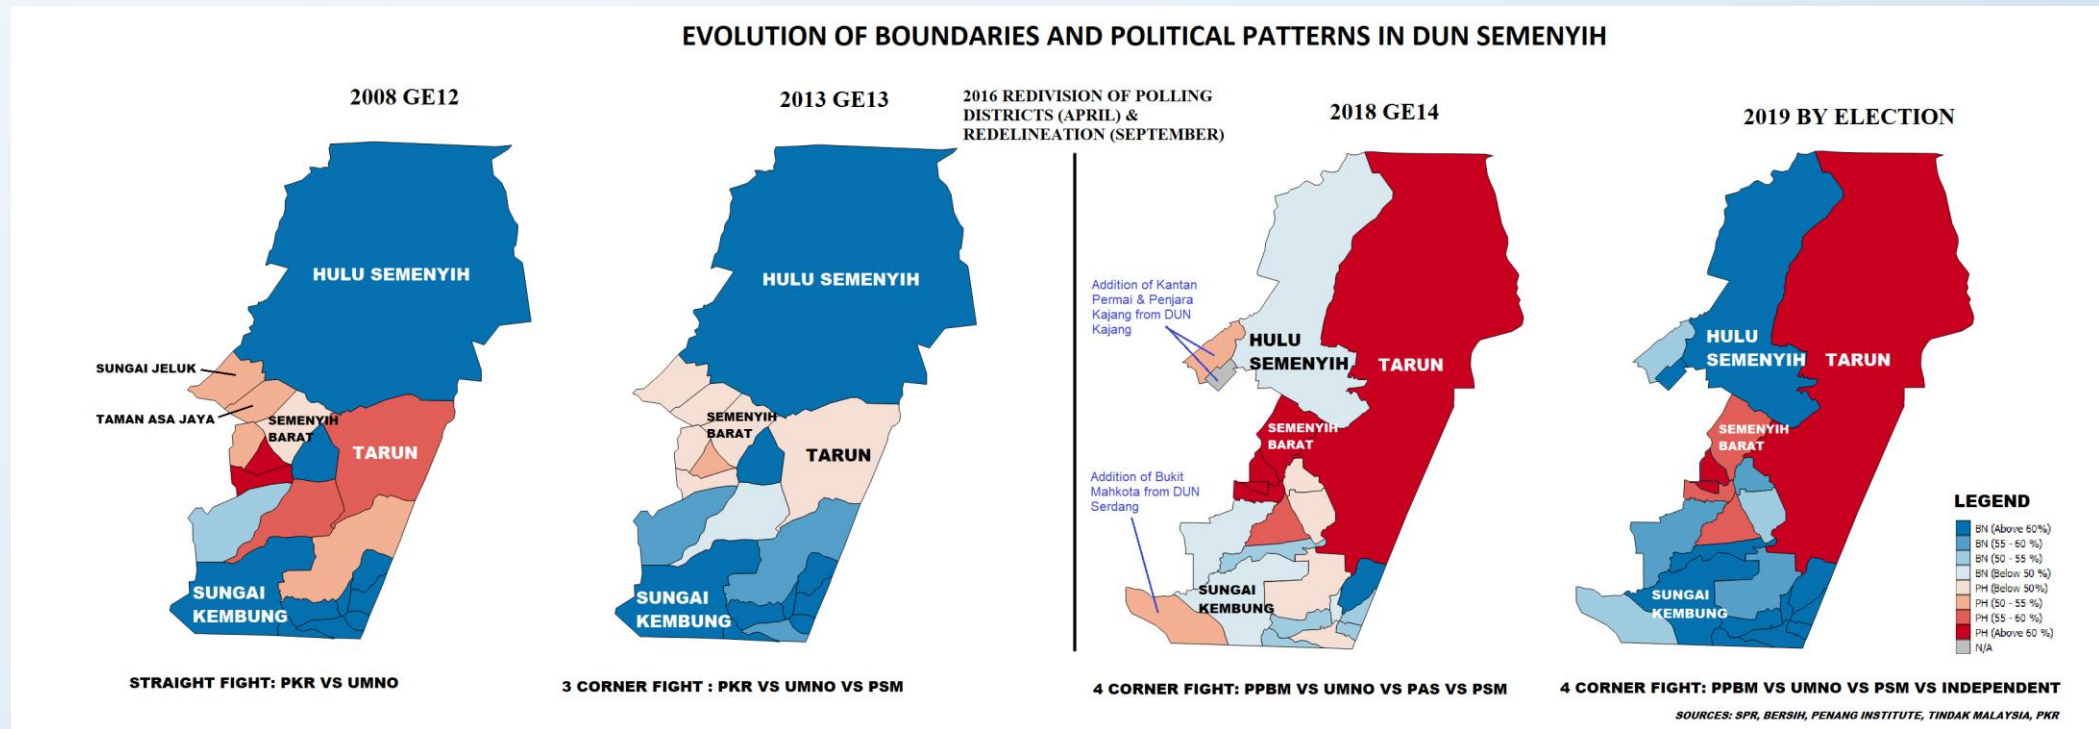 EVOLUTION OF BOUNDARIES AND POLITICAL PATTERNS IN DUN SEMENYIH
2008 GE12
HULU SEMENYIH
SUNGAI JELUK
TAMAN ASA JAYA
SEMENYIH
BARAT
TARUN
SUNGAI
KEMBUNG
STRAIGHT FIGHT: PKR VS UMNO
2013 GE13
HULU SEMENYIH
SEMENYIH
BARAT
TARUN
SUNGAI
KEMBUNG
3 CORNER FIGHT : PKR VS UMNO VS PSM
2016 REDIVISION OF POLLING
DISTRICTS (APRIL) &
REDELINEATION (SEPTEMBER)
2018 GE14
Addition of Kantan
Permai & Penjara
Kajang from DUN
Kajang
HULU
SEMENYIH
TARUN
SEMENYIH
BARAT
Addition of Bukit
Mahkota from DUN
Serdang
SUNGAI
KEMBUNG
4 CORNER FIGHT: PPBM VS UMNO VS PAS VS PSM
2019 BY ELECTION
HULU
SEMENYIH
TARUN
SEMENYIH
BARAT
SUNGAI
KEMBUNG
4 CORNER FIGHT: PPBM VS UMNO VS PSM VS INDEPENDENT
LEGEND
BN (Above 60%)
BN (55 - 60 %)
BN (50 - 55 %)
BN (Below 50 %)
PH (Below 50%)
PH (50 - 55 %)
PH (55 - 60 %)
PH (Above 60 %)
N/A
SOURCES: SPR, BERSIH, PENANG INSTITUTE, TINDAK MALAYSIA, PKR